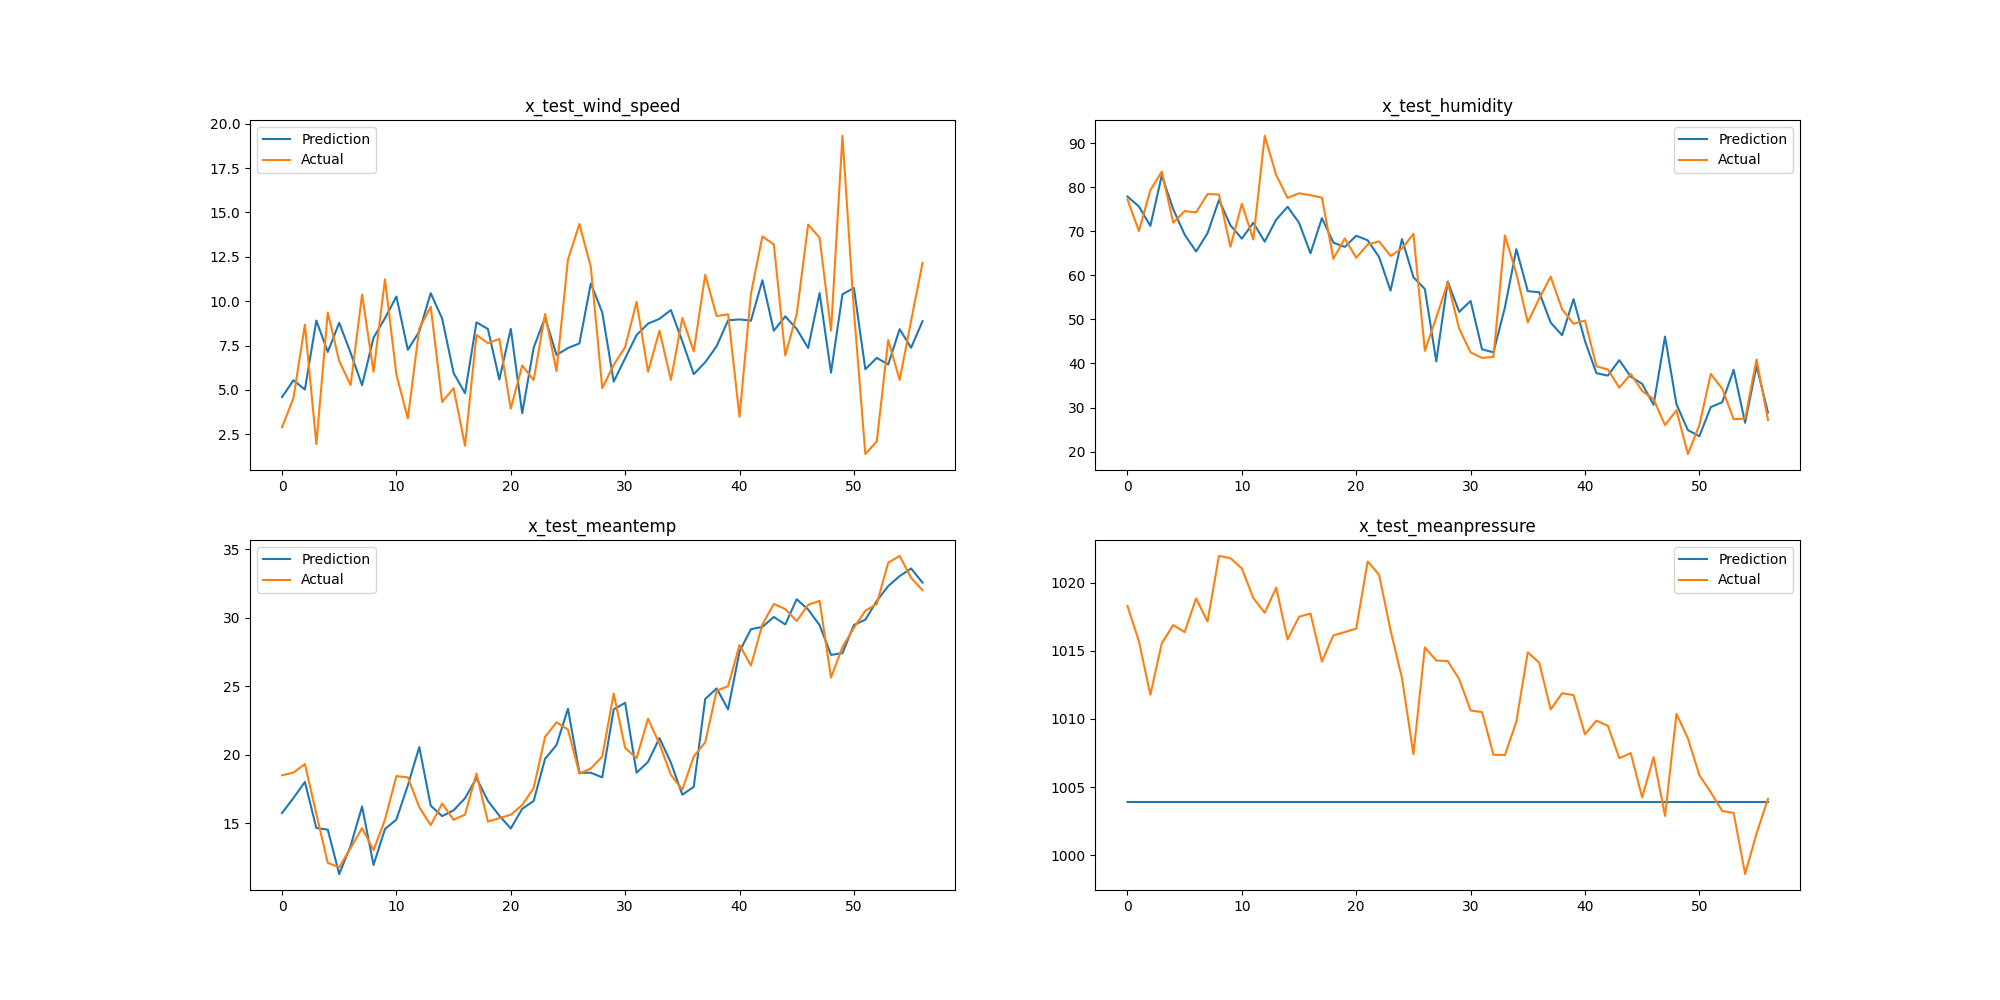 x_test_wind_speed
Prediction
Actual
20.0
17.5
15.0
12.5
10.0
7.5
5.0
2.5
0 10 20 30 40 50
x_test_humidity
Prediction
Actual
90
80
70
60
50
40
30
20
0 10 20 30 40 50
x_test_meantemp
Prediction
Actual
35
30
25
20
15
0 10 20 30 40 50
x_test_meanpressure
Prediction
Actual
1020
1015
1010
1005
1000
0 10 20 30 40 50